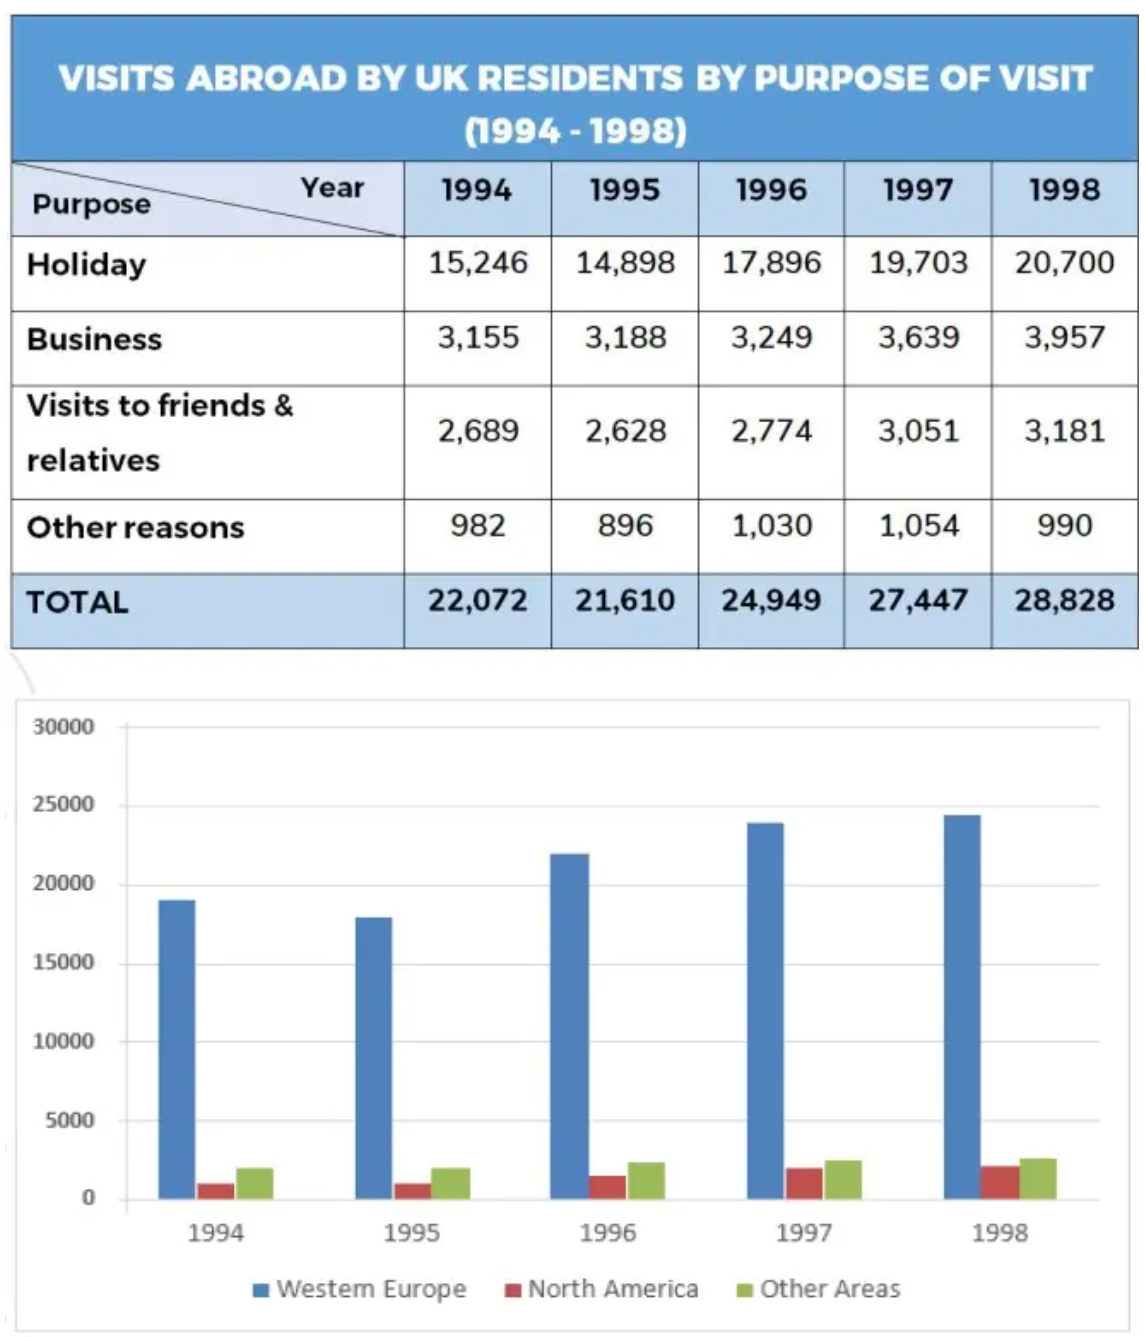 VISITS ABROAD BY UK RESIDENTS BY PURPOSE OF VISIT
(1994 - 1998)
Year
Purpose
1994 1995 1996 1997 1998
Holiday 15,246 14,898 17,896 19,703 20,700
Business 3,155 3,188 3,249 3,639 3,957
Visits to friends &
relatives 2,689 2,628 2,774 3,051 3,181
Other reasons 982 896 1,030 1,054 990
TOTAL 22,072 21,610 24,949 27,447 28,828
30000
25000
20000
15000
10000
5000
0
1994 1995 1996 1997 1998
Western Europe North America Other Areas